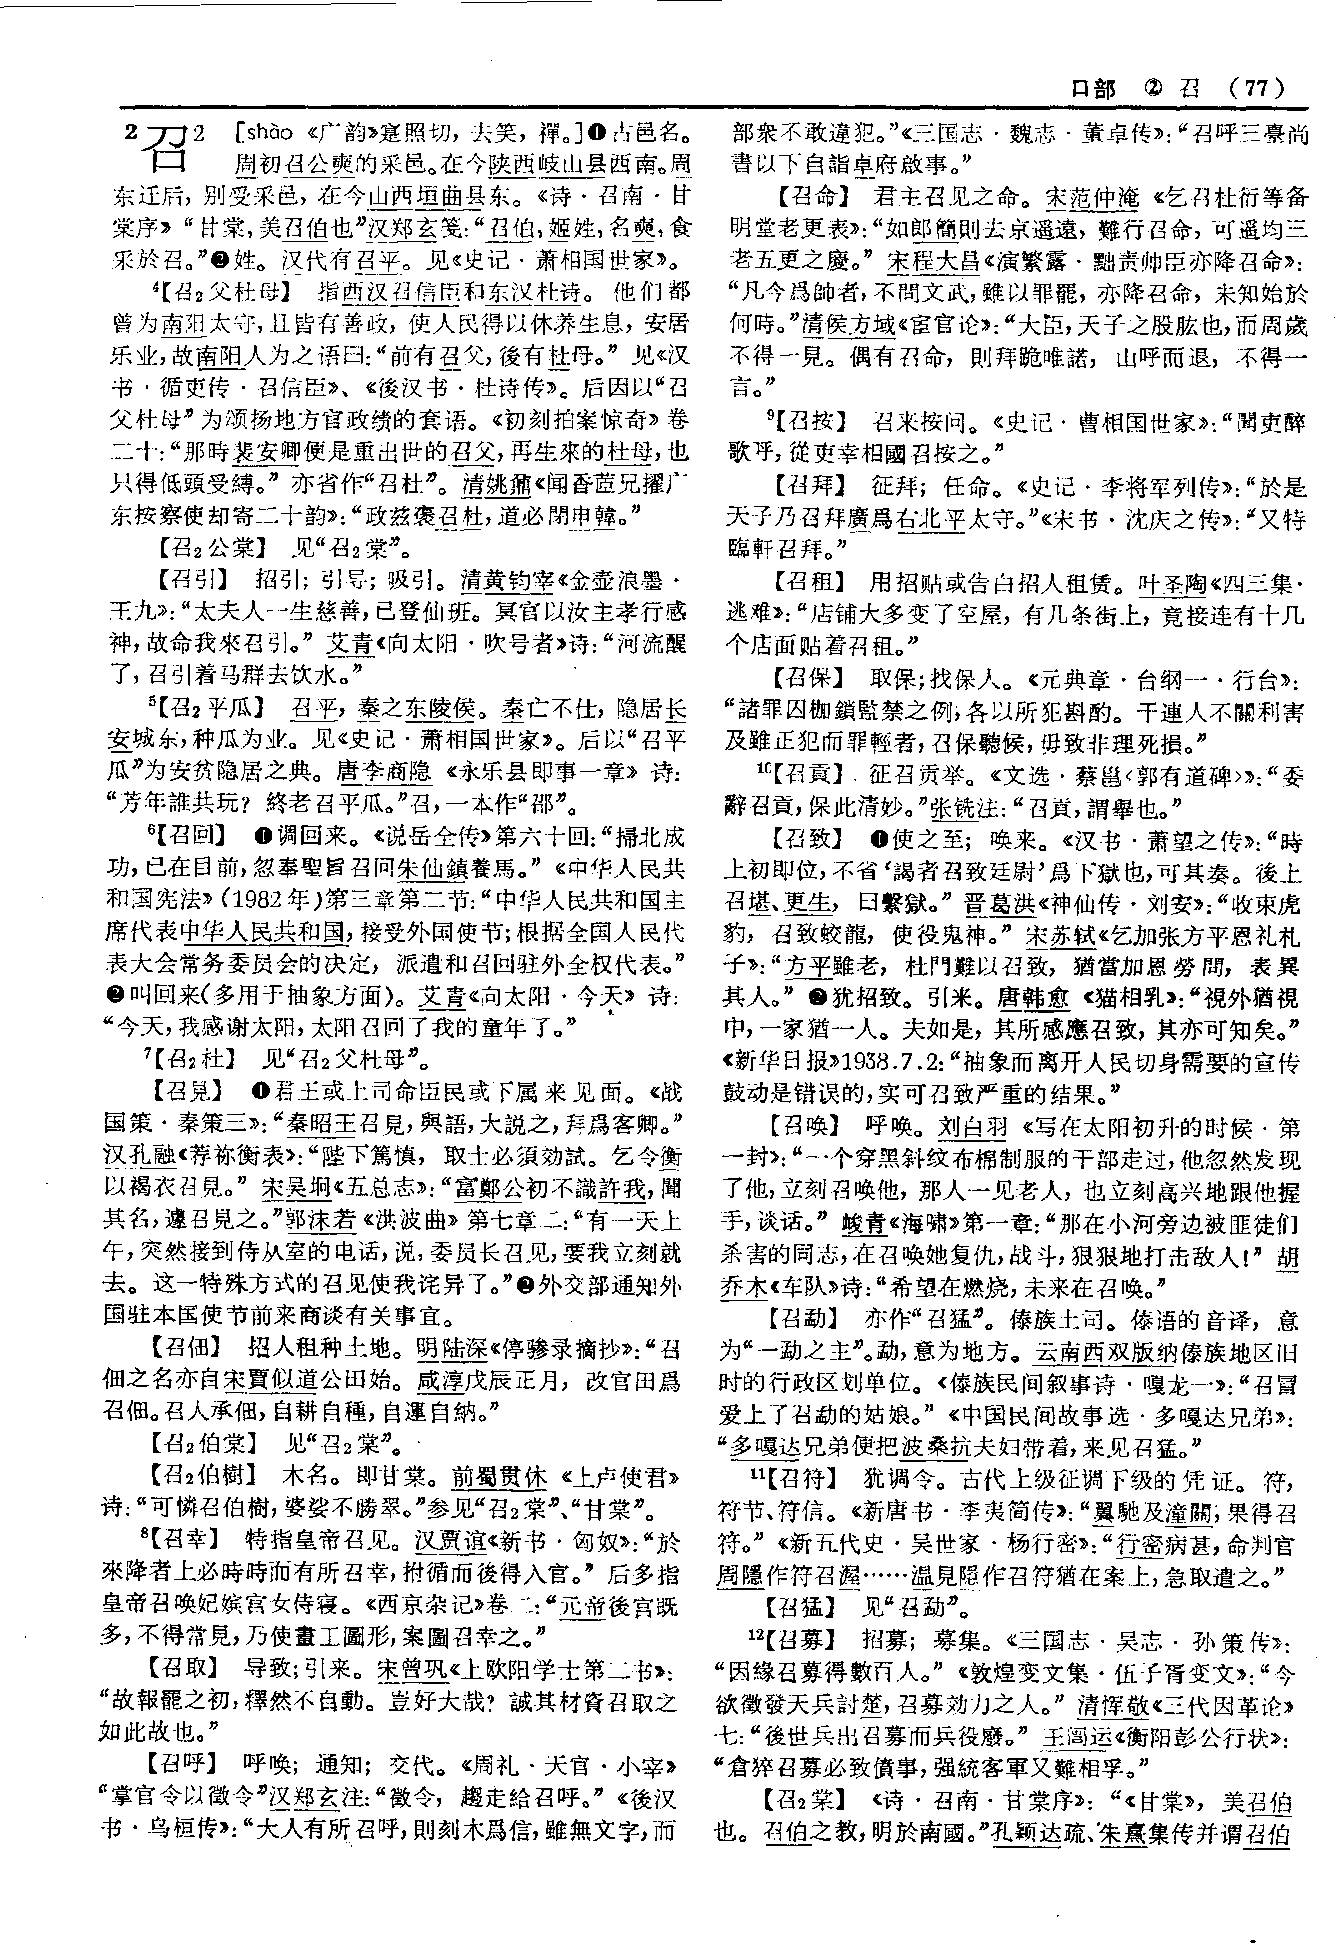 口部 ② 召 (77)
2召2 [shào 《广韵》寔照切，去笑，禪。]❶古邑名。
周初召公奭的采邑。在今陕西岐山县西南。周
东迁后，别受采邑，在今山西垣曲县东。《诗·召南·甘
棠序》“甘棠，美召伯也”汉郑玄笺：“召伯，姬姓，名奭，食
采於召。”❷姓。汉代有召平。见《史记·萧相国世家》。
4【召2父杜母】 指西汉召信臣和东汉杜诗。他们都
曾为南阳太守，且皆有善政，使人民得以休养生息，安居
乐业，故南阳人为之语曰：“前有召父，後有杜母。”见《汉
书·循吏传·召信臣》、《後汉书·杜诗传》。后因以“召
父杜母”为颂扬地方官政绩的套语。《初刻拍案惊奇》卷
二十：“那時裴安卿便是重出世的召父，再生來的杜母，也
只得低頭受縛。”亦省作“召杜”。清姚鼐《闻香茝兄擢广
东按察使却寄二十韵》：“政兹褒召杜，道必閉申韓。”
【召2公棠】 见“召2棠”。
【召引】 招引；引导；吸引。清黄钧宰《金壶浪墨·
王九》：“太夫人一生慈善，已登仙班。冥官以汝主孝行感
神，故命我來召引。”艾青《向太阳·吹号者》诗：“河流醒
了，召引着马群去饮水。”
5【召2平瓜】 召平，秦之东陵侯。秦亡不仕，隐居长
安城东，种瓜为业。见《史记·萧相国世家》。后以“召平
瓜”为安贫隐居之典。唐李商隐《永乐县即事一章》诗：
“芳年誰共玩？終老召平瓜。”召，一本作“邵”。
6【召回】 ❶调回来。《说岳全传》第六十回：“掃北成
功，已在目前，忽奉聖旨召回朱仙鎮養馬。”《中华人民共
和国宪法》(1982年)第三章第二节：“中华人民共和国主
席代表中华人民共和国，接受外国使节；根据全国人民代
表大会常务委员会的决定，派遣和召回驻外全权代表。”
❷叫回来(多用于抽象方面)。艾青《向太阳·今天》诗：
“今天，我感谢太阳，太阳召回了我的童年了。”
7【召2杜】 见“召2父杜母”。
【召見】 ❶君王或上司命臣民或下属来见面。《战
国策·秦策三》：“秦昭王召見，與語，大説之，拜爲客卿。”
汉孔融《荐祢衡表》：“陛下篤慎，取士必須効試。乞令衡
以褐衣召見。”宋吴坰《五总志》：“富鄭公初不識許我，聞
其名，遽召見之。”郭沫若《洪波曲》第七章二：“有一天上
午，突然接到侍从室的电话，说，委员长召见，要我立刻就
去。这一特殊方式的召见使我诧异了。”❷外交部通知外
国驻本国使节前来商谈有关事宜。
【召佃】 招人租种土地。明陆深《停骖录摘抄》：“召
佃之名亦自宋賈似道公田始。咸淳戊辰正月，改官田爲
召佃。召人承佃，自耕自種，自運自納。”
【召2伯棠】 见“召2棠”。
【召2伯樹】 木名。即甘棠。前蜀贯休《上卢使君》
诗：“可憐召伯樹，婆娑不勝翠。”参见“召2棠”、“甘棠”。
8【召幸】 特指皇帝召见。汉贾谊《新书·匈奴》：“於
來降者上必時時而有所召幸，拊循而後得入官。”后多指
皇帝召唤妃嫔宫女侍寝。《西京杂记》卷二：“元帝後宫既
多，不得常見，乃使畫工圖形，案圖召幸之。”
【召取】 导致；引来。宋曾巩《上欧阳学士第二书》：
“故報罷之初，釋然不自動。豈好大哉？誠其材資召取之
如此故也。”
【召呼】 呼唤；通知；交代。《周礼·天官·小宰》
“掌官令以徵令”汉郑玄注：“徵令，趨走給召呼。”《後汉
书·乌桓传》：“大人有所召呼，則刻木爲信，雖無文字，而
部衆不敢違犯。”《三国志·魏志·董卓传》：“召呼三臺尚
書以下自詣卓府啟事。”
【召命】 君主召见之命。宋范仲淹《乞召杜衍等备
明堂老更表》：“如郎簡則去京遥遠，難行召命，可遥均三
老五更之慶。”宋程大昌《演繁露·黜责帅臣亦降召命》：
“凡今爲帥者，不問文武，雖以罪罷，亦降召命，未知始於
何時。”清侯方域《宦官论》：“大臣，天子之股肱也，而周歲
不得一見。偶有召命，則拜跪唯諾，山呼而退，不得一
言。”
9【召按】 召来按问。《史记·曹相国世家》：“聞吏醉
歌呼，從吏幸相國召按之。”
【召拜】 征拜；任命。《史记·李将军列传》：“於是
天子乃召拜廣爲右北平太守。”《宋书·沈庆之传》：“又特
臨軒召拜。”
【召租】 用招贴或告白招人租赁。叶圣陶《四三集·
逃难》：“店铺大多变了空屋，有几条街上，竟接连有十几
个店面贴着召租。”
【召保】 取保；找保人。《元典章·台纲一·行台》：
“諸罪囚枷鎖監禁之例，各以所犯斟酌。干連人不關利害
及雖正犯而罪輕者，召保聽候，毋致非理死損。”
10【召貢】 征召贡举。《文选·蔡邕〈郭有道碑〉》：“委
辭召貢，保此清妙。”张铣注：“召貢，謂舉也。”
【召致】 ❶使之至；唤来。《汉书·萧望之传》：“時
上初即位，不省‘謁者召致廷尉’爲下獄也，可其奏。後上
召堪、更生，曰繫獄。”晋葛洪《神仙传·刘安》：“收束虎
豹，召致蛟龍，使役鬼神。”宋苏轼《乞加张方平恩礼札
子》：“方平雖老，杜門難以召致，猶當加恩勞問，表異
其人。”❷犹招致。引来。唐韩愈《猫相乳》：“視外猶視
中，一家猶一人。夫如是，其所感應召致，其亦可知矣。”
《新华日报》1938.7.2：“抽象而离开人民切身需要的宣传
鼓动是错误的，实可召致严重的结果。”
【召唤】 呼唤。刘白羽《写在太阳初升的时候·第
一封》：“一个穿黑斜纹布棉制服的干部走过，他忽然发现
了他，立刻召唤他，那人一见老人，也立刻高兴地跟他握
手，谈话。”峻青《海啸》第一章：“那在小河旁边被匪徒们
杀害的同志，在召唤她复仇，战斗，狠狠地打击敌人！”胡
乔木《车队》诗：“希望在燃烧，未来在召唤。”
【召勐】 亦作“召猛”。傣族土司。傣语的音译，意
为“一勐之主”。勐，意为地方。云南西双版纳傣族地区旧
时的行政区划单位。《傣族民间叙事诗·嘎龙一》：“召冒
爱上了召勐的姑娘。”《中国民间故事选·多嘎达兄弟》：
“多嘎达兄弟便把波桑抗夫妇带着，来见召猛。”
11【召符】 犹调令。古代上级征调下级的凭证。符，
符节、符信。《新唐书·李夷简传》：“翼馳及潼關，果得召
符。”《新五代史·吴世家·杨行密》：“行密病甚，命判官
周隱作符召渥……温見隱作召符猶在案上，急取遣之。”
【召猛】 见“召勐”。
12【召募】 招募；募集。《三国志·吴志·孙策传》：
“因緣召募得數百人。”《敦煌变文集·伍子胥变文》：“今
欲徵發天兵討楚，召募効力之人。”清恽敬《三代因革论》
七：“後世兵出召募而兵役廢。”王闿运《衡阳彭公行状》：
“倉猝召募必致僨事，强統客軍又難相孚。”
【召2棠】 《诗·召南·甘棠序》：“《甘棠》，美召伯
也。召伯之教，明於南國。”孔颖达疏、朱熹集传并谓召伯